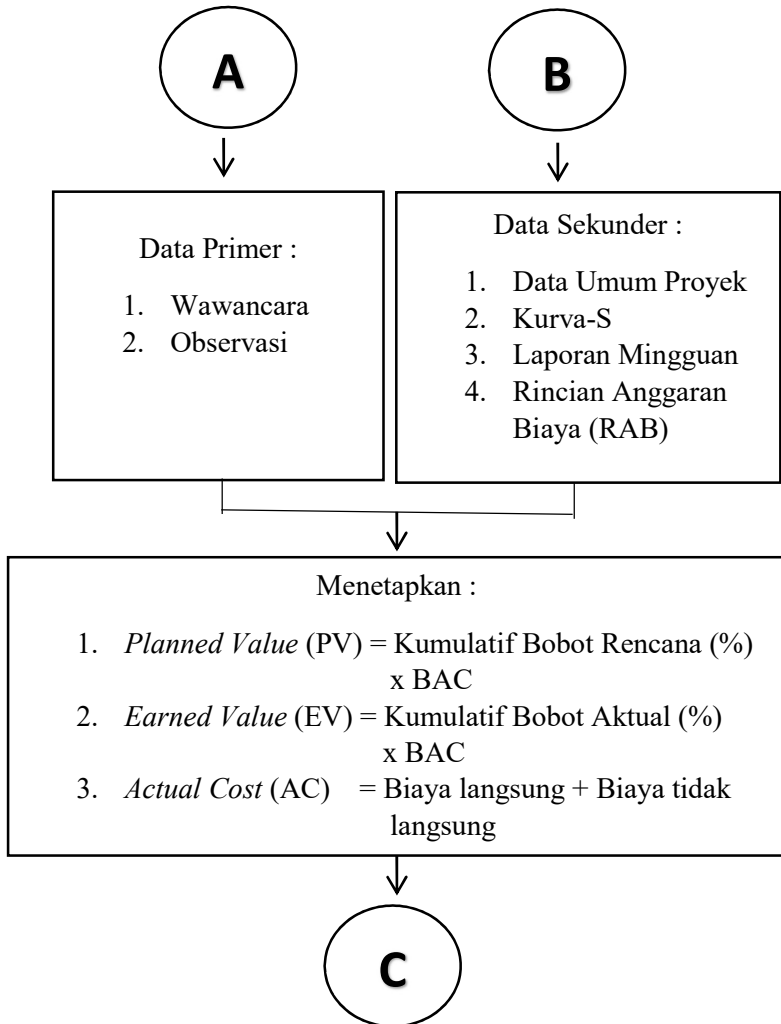 A
B
Data Primer :
1. Wawancara
2. Observasi
Data Sekunder :
1. Data Umum Proyek
2. Kurva-S
3. Laporan Mingguan
4. Rincian Anggaran
Biaya (RAB)
Menetapkan :
1. Planned Value (PV) = Kumulatif Bobot Rencana (%)
x BAC
2. Earned Value (EV) = Kumulatif Bobot Aktual (%)
x BAC
3. Actual Cost (AC) = Biaya langsung + Biaya tidak
langsung
C